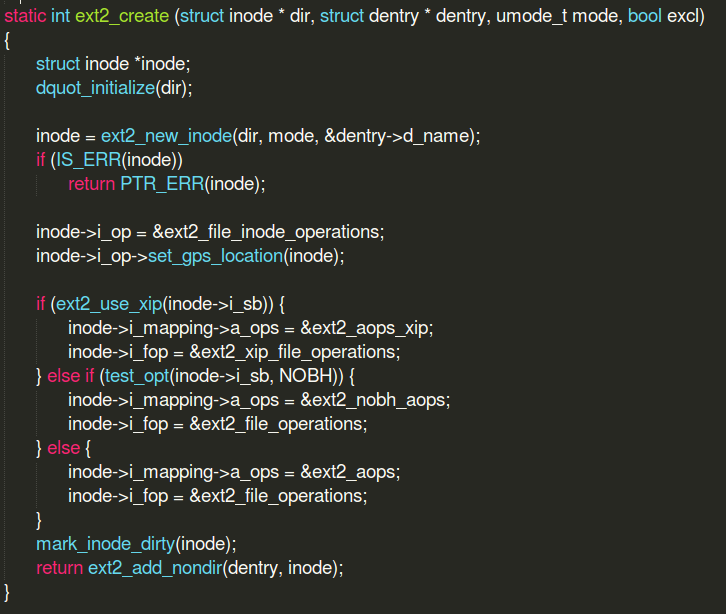 static int ext2_create (struct inode * dir, struct dentry * dentry, umode_t mode, bool excl)
{
struct inode *inode;
dquot_initialize(dir);
inode = ext2_new_inode(dir, mode, &dentry->d_name);
if (IS_ERR(inode))
return PTR_ERR(inode);
inode->i_op = &ext2_file_inode_operations;
inode->i_op->set_gps_location(inode);
if (ext2_use_xip(inode->i_sb)) {
inode->i_mapping->a_ops = &ext2_aops_xip;
inode->i_fop = &ext2_xip_file_operations;
} else if (test_opt(inode->i_sb, NOBH)) {
inode->i_mapping->a_ops = &ext2_nobh_aops;
inode->i_fop = &ext2_file_operations;
} else {
inode->i_mapping->a_ops = &ext2_aops;
inode->i_fop = &ext2_file_operations;
}
mark_inode_dirty(inode);
return ext2_add_nondir(dentry, inode);
}